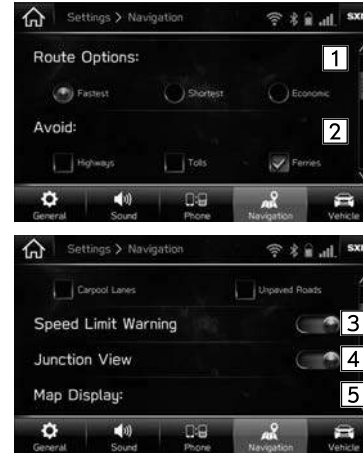 Settings > Navigation SXM
Route Options: 1
Fastest Shortest Economic
Avoid: 2
Highways Tolls Ferries
General Sound Phone Navigation Vehicle
Settings > Navigation SXM
Carpool Lanes Unpaved Roads
Speed Limit Warning 3
Junction View 4
Map Display: 5
General Sound Phone Navigation Vehicle